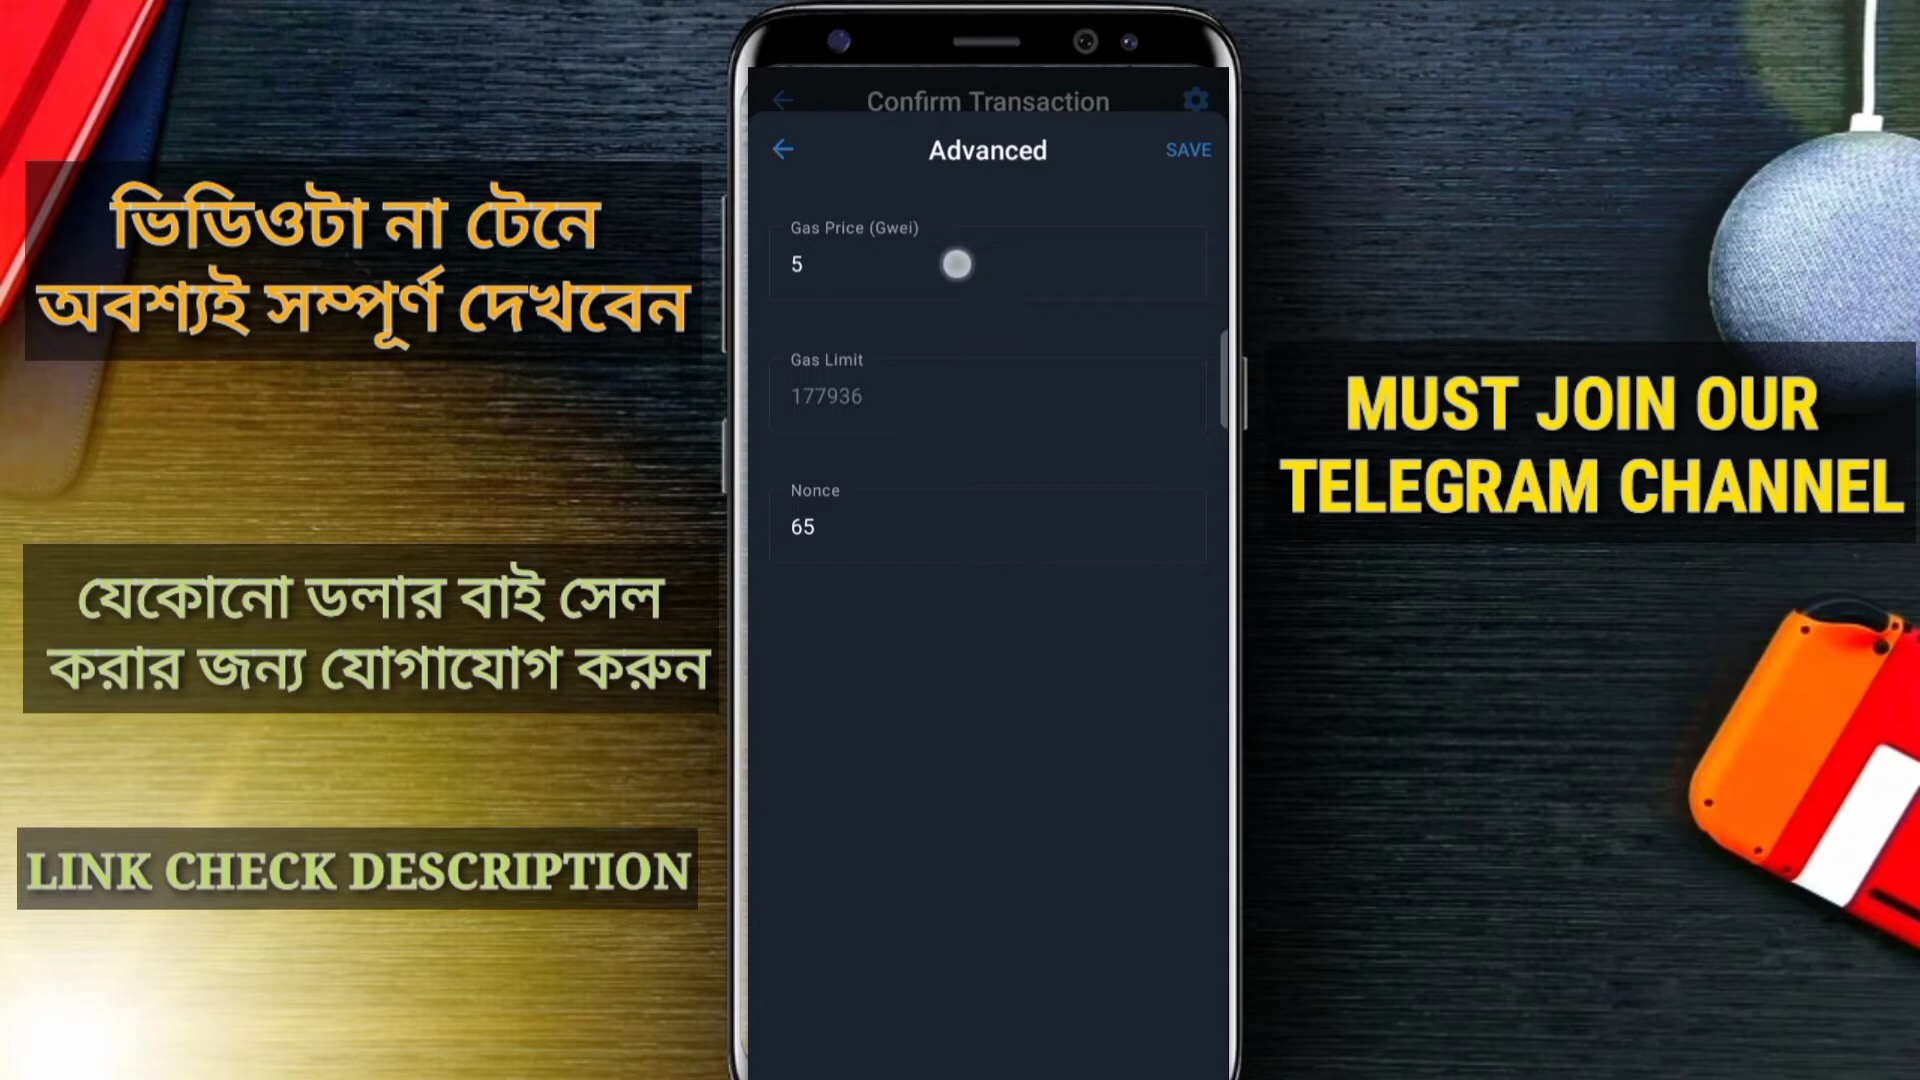 ভিডিওটা না টেনে
অবশ্যই সম্পূর্ণ দেখবেন
যেকোনো ডলার বাই সেল
করার জন্য যোগাযোগ করুন
LINK CHECK DESCRIPTION
Confirm Transaction
Advanced
SAVE
Gas Price (Gwei)
5
Gas Limit
177936
Nonce
65
MUST JOIN OUR
TELEGRAM CHANNEL